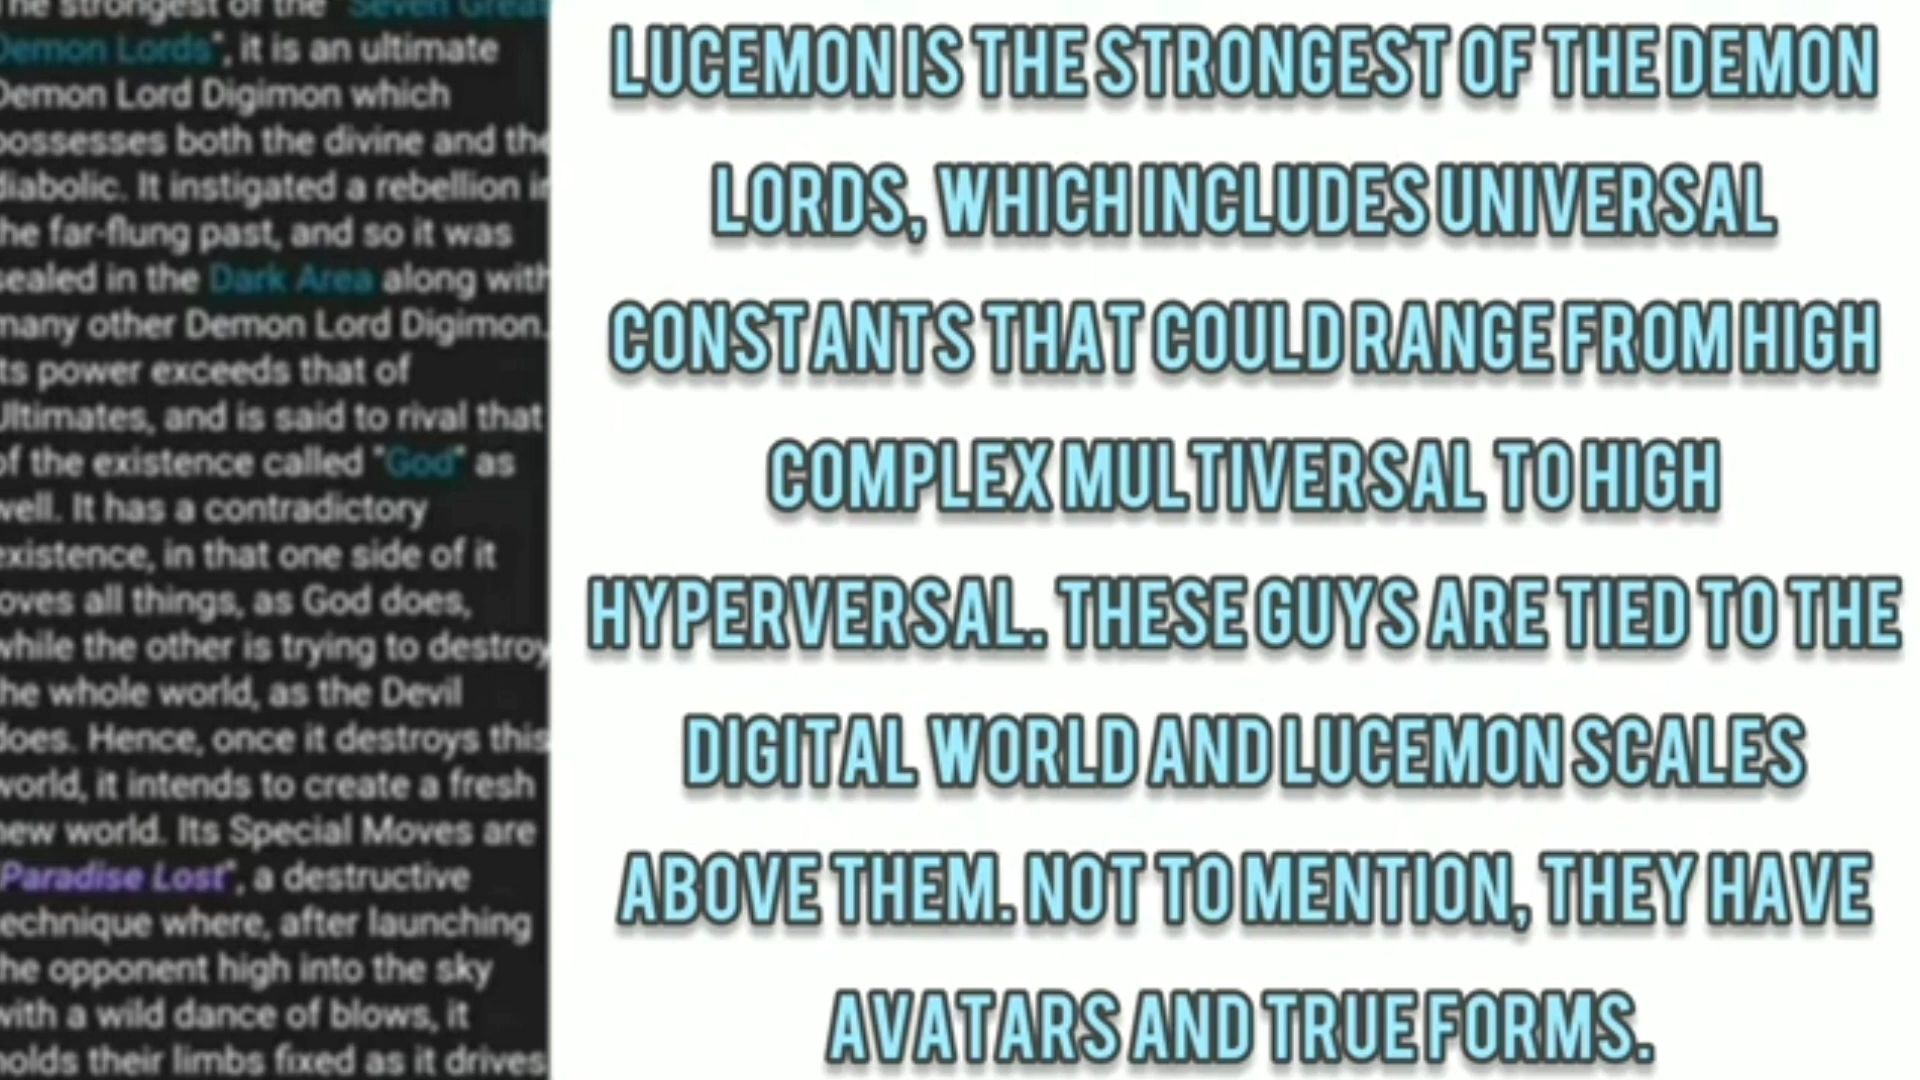 The strongest of the "Seven Great
Demon Lords", it is an ultimate
Demon Lord Digimon which
possesses both the divine and the
diabolic. It instigated a rebellion in
the far-flung past, and so it was
sealed in the Dark Area along with
many other Demon Lord Digimon.
Its power exceeds that of
Ultimates, and is said to rival that
of the existence called "God" as
well. It has a contradictory
existence, in that one side of it
loves all things, as God does,
while the other is trying to destroy
the whole world, as the Devil
does. Hence, once it destroys this
world, it intends to create a fresh
new world. Its Special Moves are
"Paradise Lost", a destructive
technique where, after launching
the opponent high into the sky
with a wild dance of blows, it
holds their limbs fixed as it drives
LUCEMON IS THE STRONGEST OF THE DEMON
LORDS, WHICH INCLUDES UNIVERSAL
CONSTANTS THAT COULD RANGE FROM HIGH
COMPLEX MULTIVERSAL TO HIGH
HYPERVERSAL. THESE GUYS ARE TIED TO THE
DIGITAL WORLD AND LUCEMON SCALES
ABOVE THEM. NOT TO MENTION, THEY HAVE
AVATARS AND TRUE FORMS.